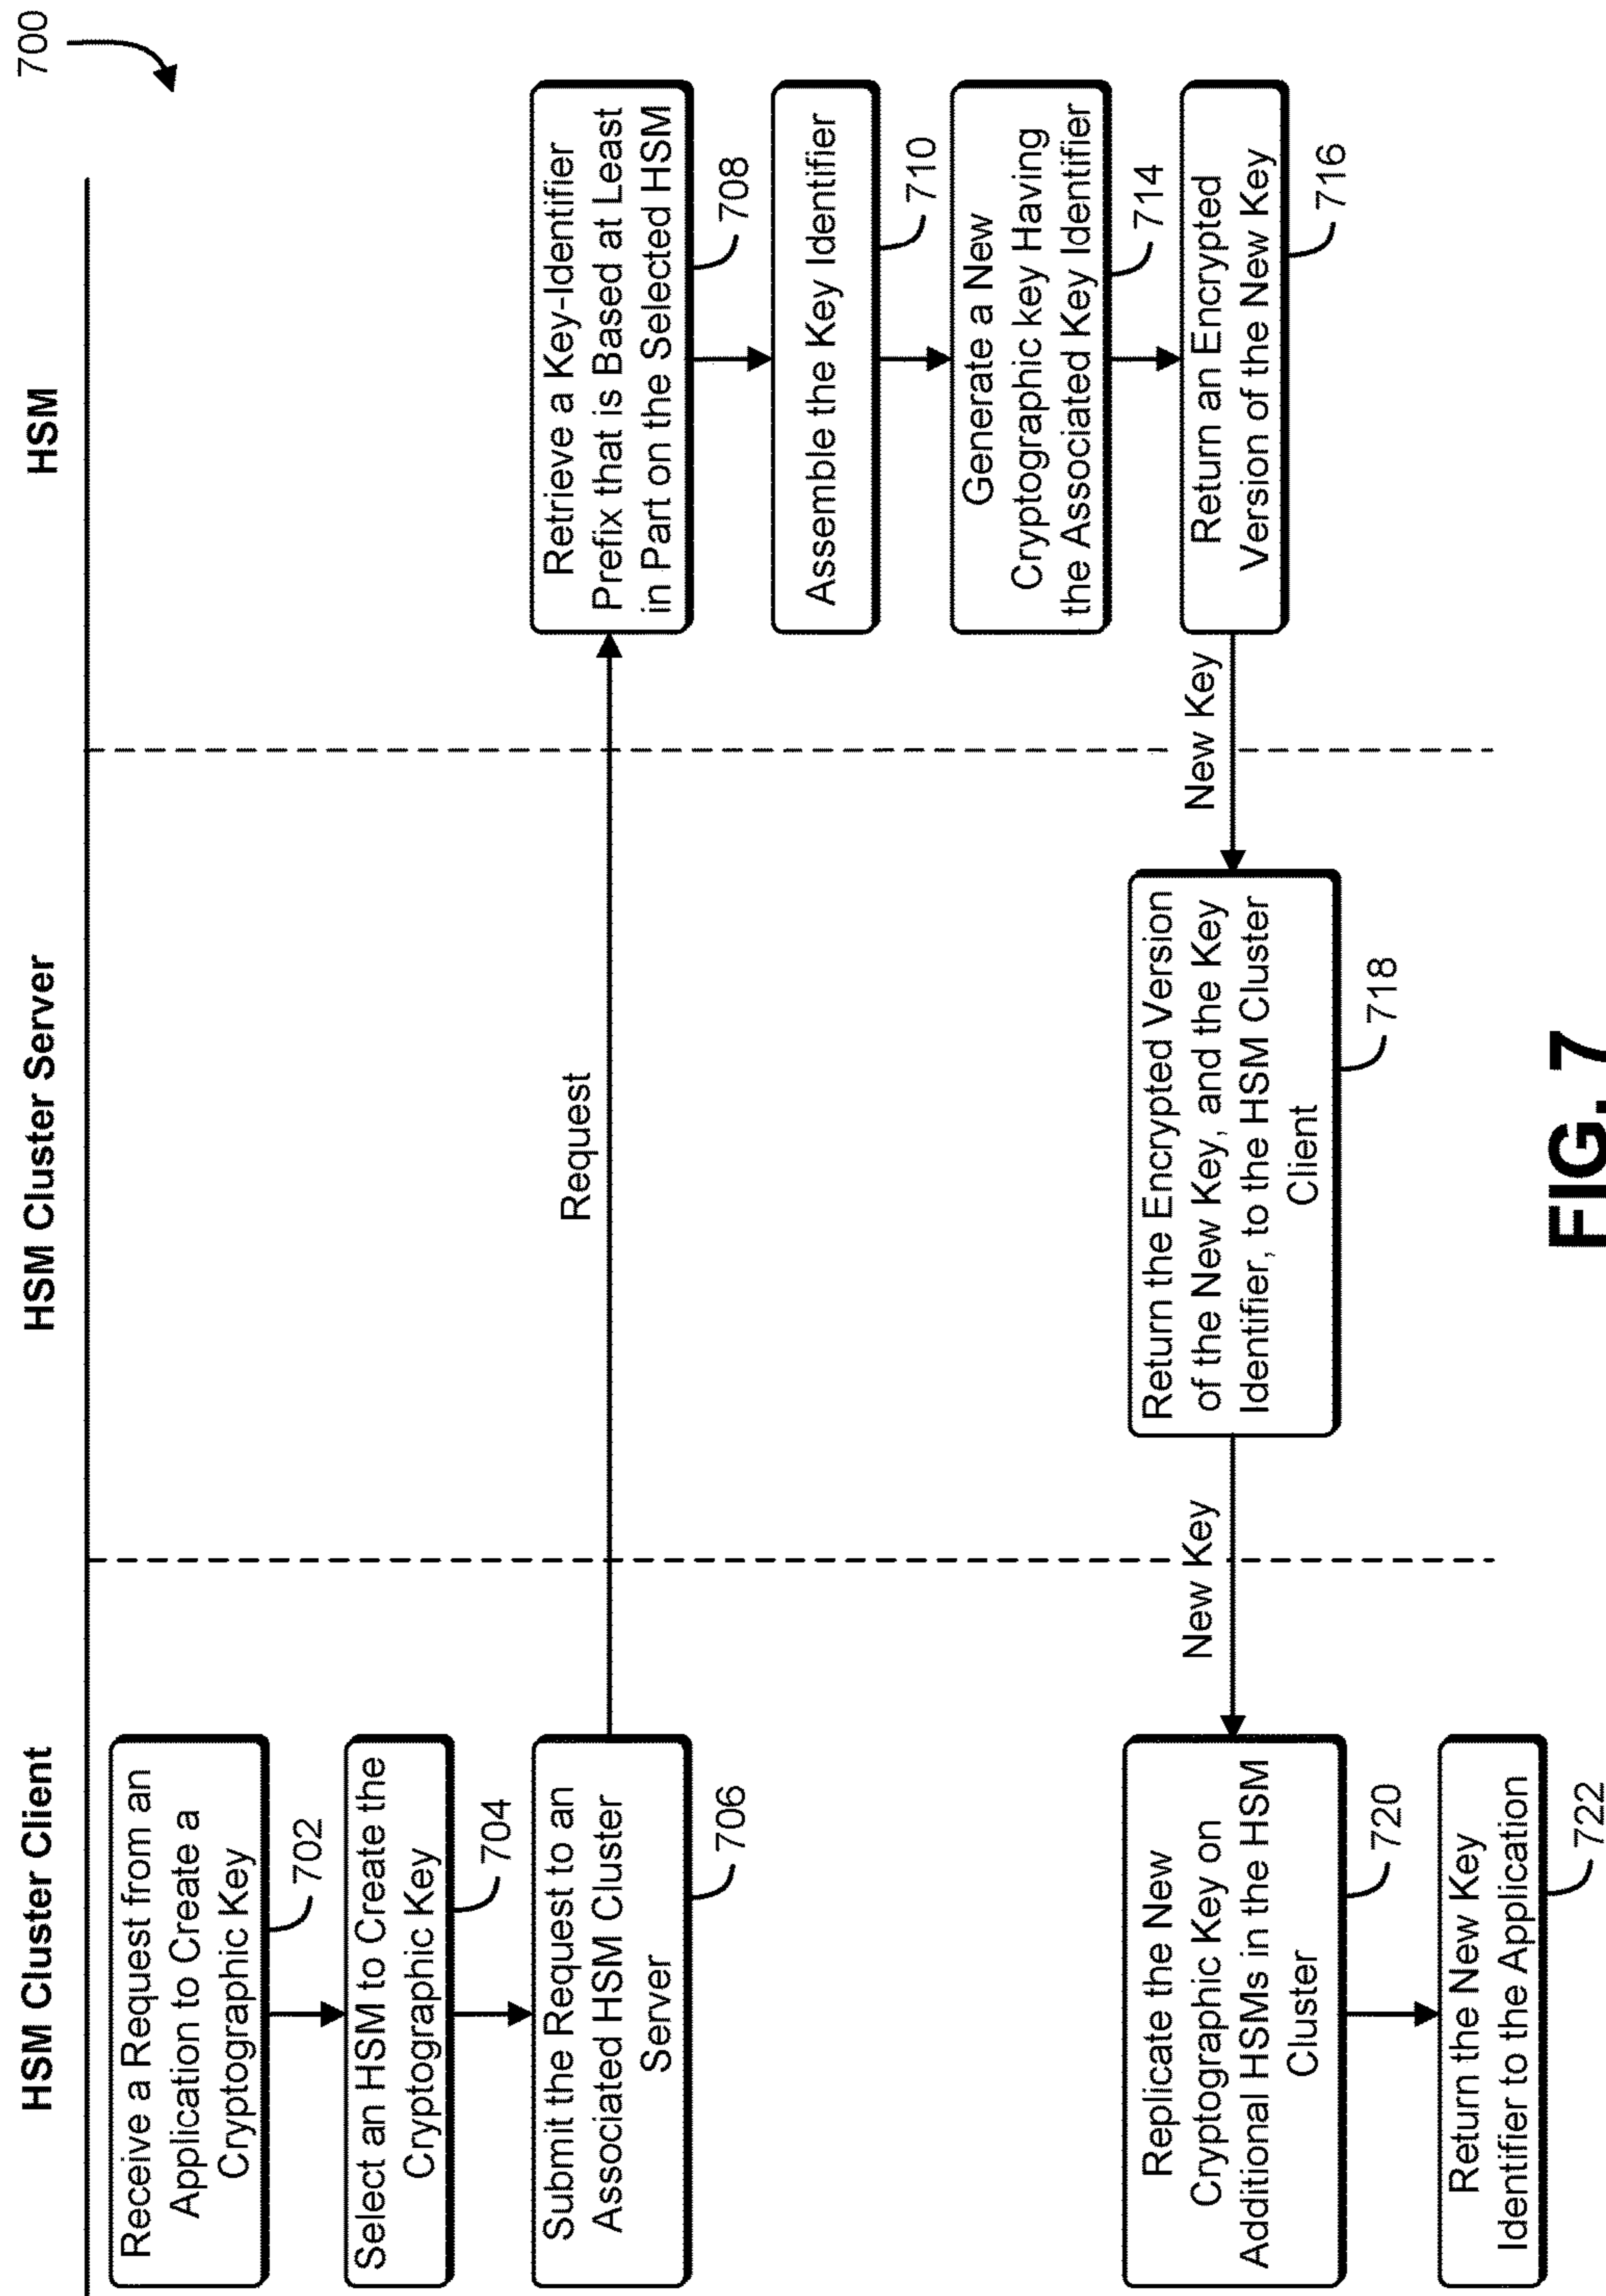 700
HSM Cluster Client
HSM Cluster Server
HSM
Receive a Request from an
Application to Create a
Cryptographic Key
702
Select an HSM to Create the
Cryptographic Key
704
Submit the Request to an
Associated HSM Cluster
Server
706
Request
Retrieve a Key-Identifier
Prefix that is Based at Least
in Part on the Selected HSM
708
Assemble the Key Identifier
710
Generate a New
Cryptographic key Having
the Associated Key Identifier
714
Return an Encrypted
Version of the New Key
716
New Key
Return the Encrypted Version
of the New Key, and the Key
Identifier, to the HSM Cluster
Client
718
New Key
Replicate the New
Cryptographic Key on
Additional HSMs in the HSM
Cluster
720
Return the New Key
Identifier to the Application
722
FIG. 7